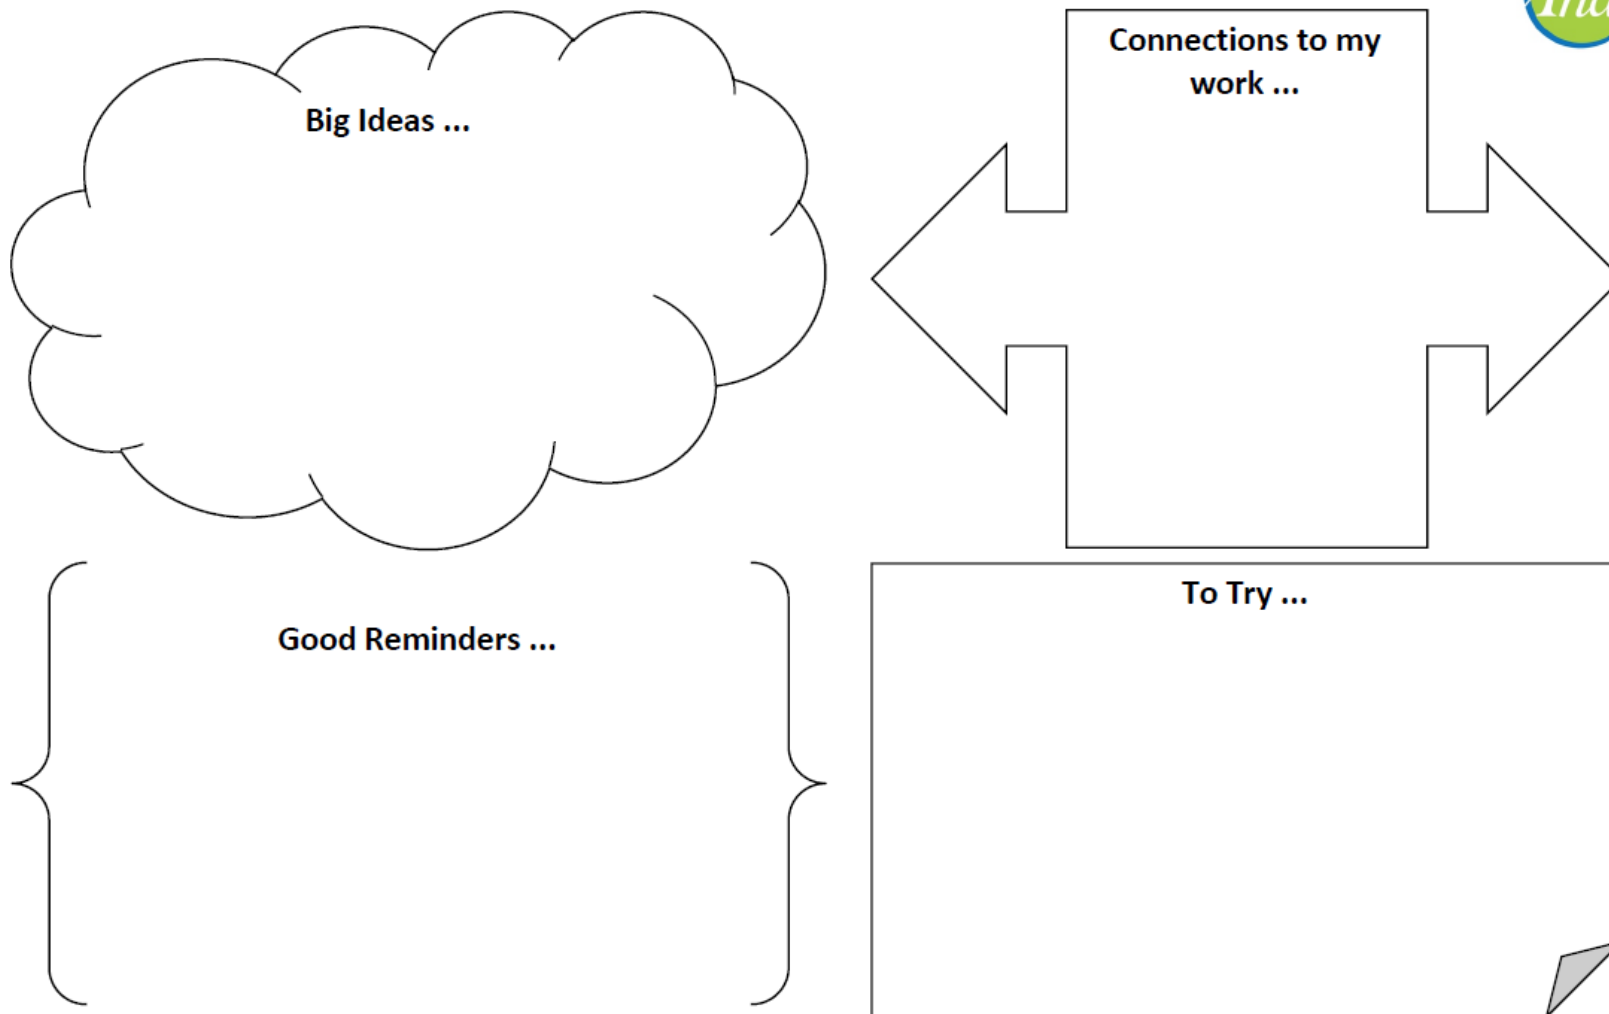 Big Ideas ...
Connections to my
work ...
Good Reminders ...
To Try ...